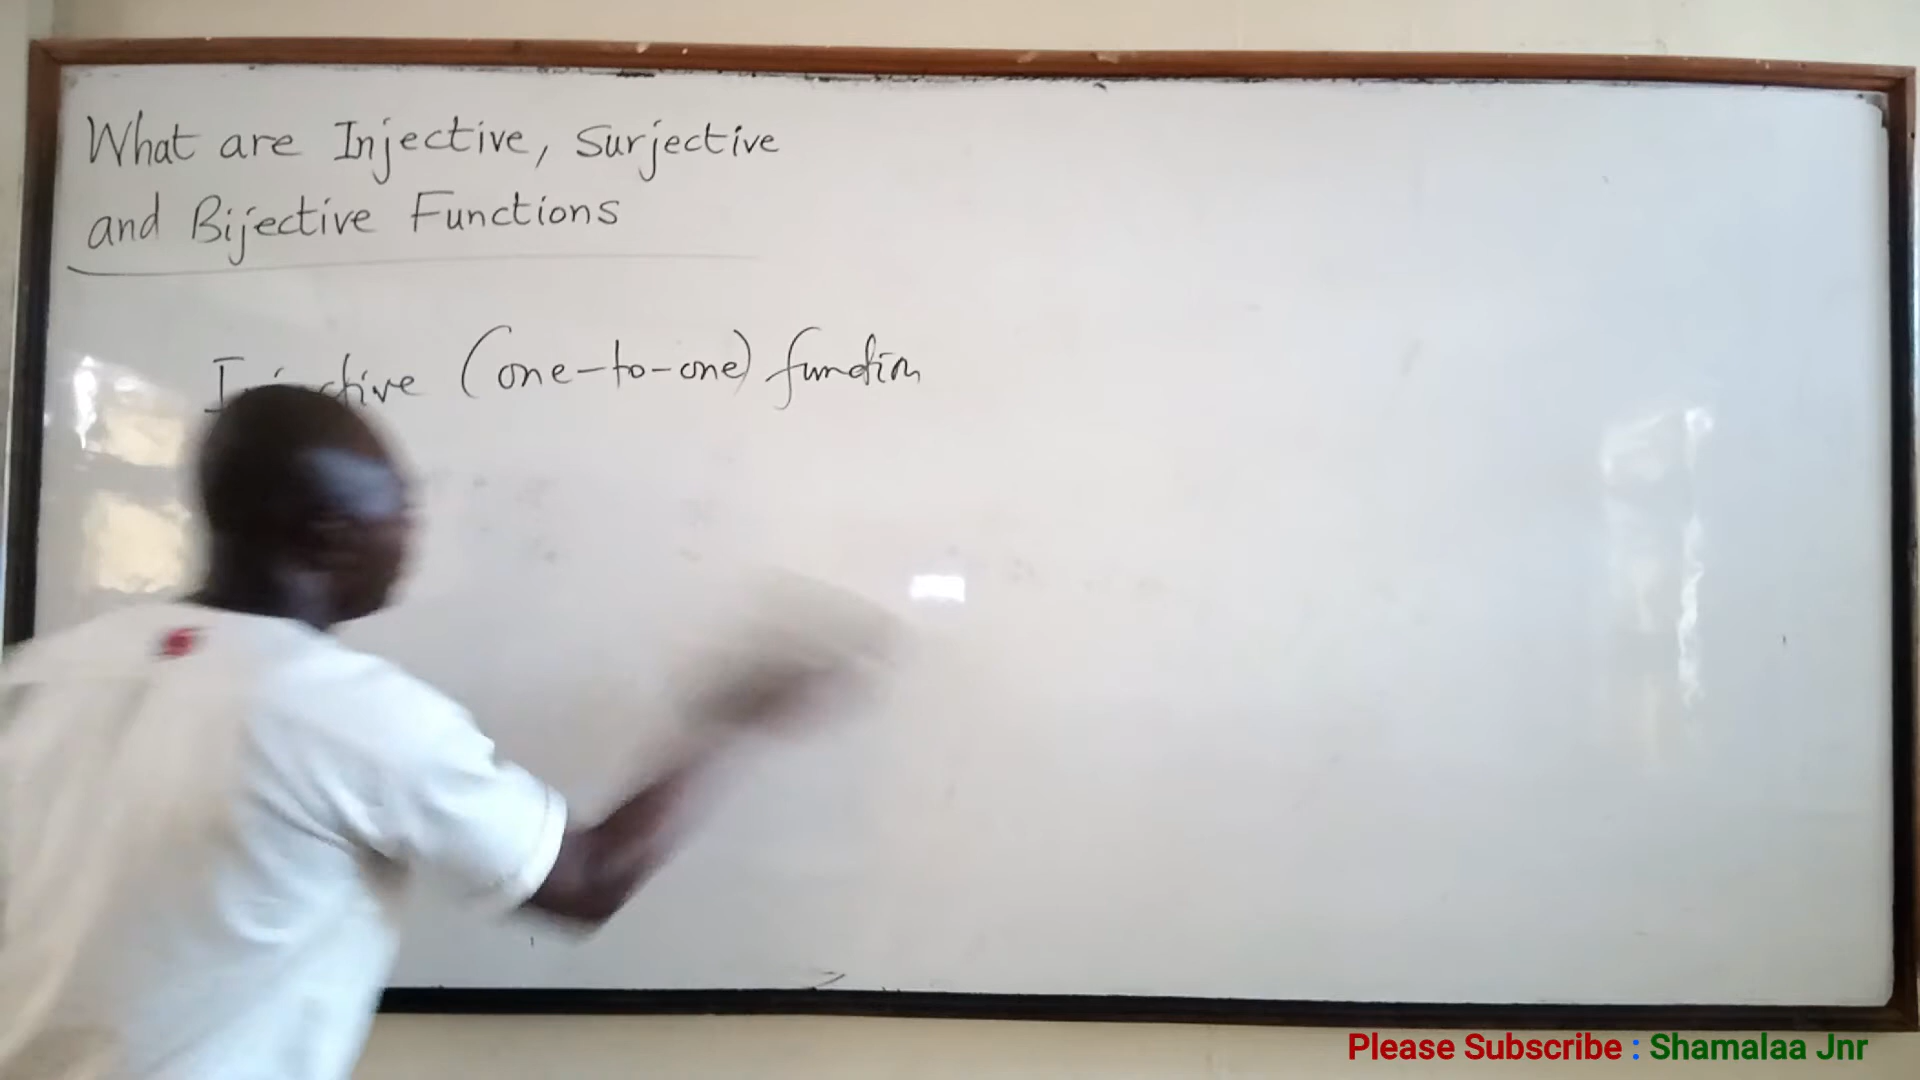 What are Injective, Surjective
and Bijective Functions
(one-to-one) function
Please Subscribe : Shamalaa Jnr